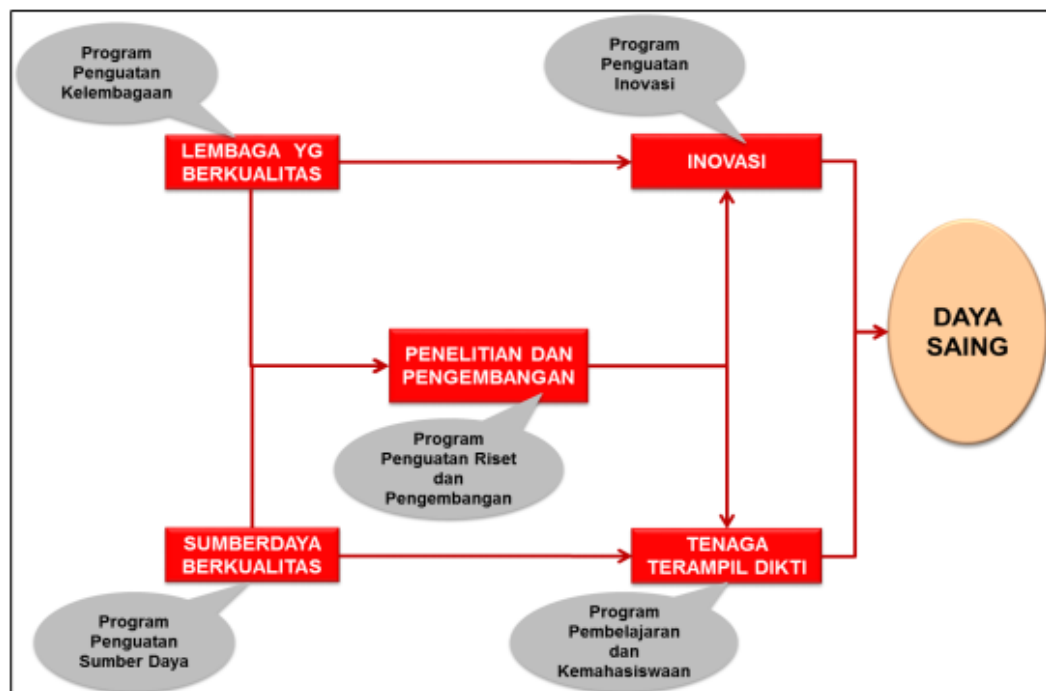 Program
Penguatan
Kelembagaan
Program
Penguatan
Inovasi
LEMBAGA YG
BERKUALITAS
INOVASI
DAYA
SAING
PENELITIAN DAN
PENGEMBANGAN
Program
Penguatan Riset
dan
Pengembangan
SUMBERDAYA
BERKUALITAS
TENAGA
TERAMPIL DIKTI
Program
Penguatan
Sumber Daya
Program
Pembelajaran
dan
Kemahasiswaan